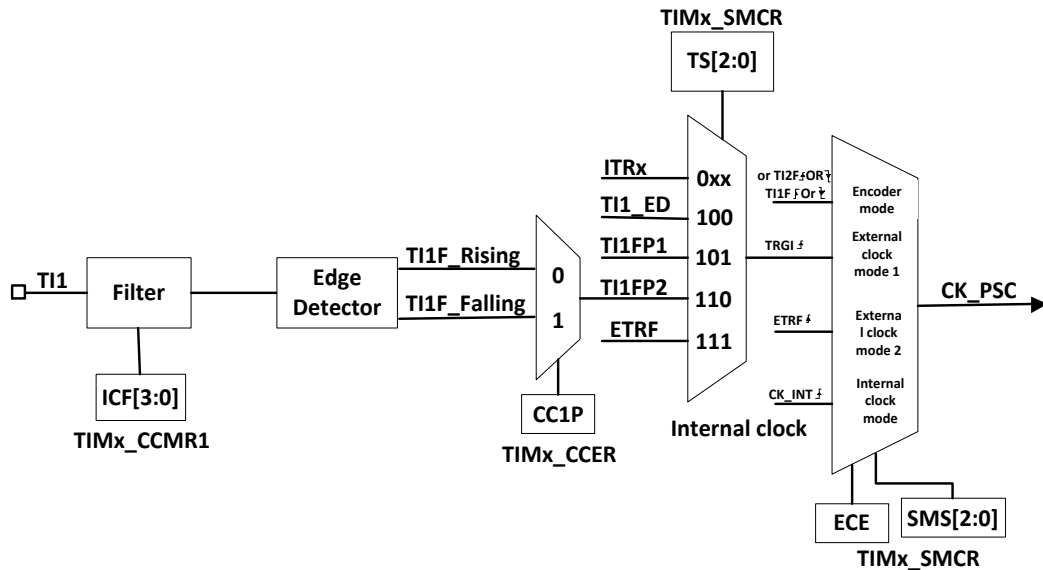 TIMx_SMCR
TS[2:0]
ITRx
0xx
TI1_ED
100
TI1FP1
101
TI1FP2
110
ETRF
111
TI1
Filter
ICF[3:0]
TIMx_CCMR1
Edge
Detector
TI1F_Rising
TI1F_Falling
0
1
CC1P
TIMx_CCER
Internal clock
or TI2F OR
TI1F Or
Encoder
mode
TRGI
External
clock
mode 1
ETRF
Externa
l clock
mode 2
CK_INT
Internal
clock
mode
CK_PSC
ECE
SMS[2:0]
TIMx_SMCR